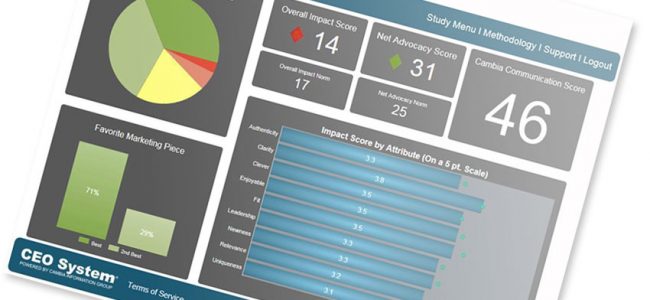 Study Menu | Methodology | Support | Logout
Overall Impact Score
14
Net Advocacy Score
31
Cambia Communication Score
46
Overall Impact Norm
17
Net Advocacy Norm
25
Favorite Marketing Piece
71%
29%
Best
2nd Best
Impact Score by Attribute (On a 5 pt. Scale)
Authenticity
3.3
Clarity
3.8
Clever
3.5
Enjoyable
3.5
Fit
3.5
Leadership
3.3
Newness
3.3
Relevance
3.2
Uniqueness
3.1
CEO System®
POWERED BY CAMBIA INFORMATION GROUP
Terms of Service